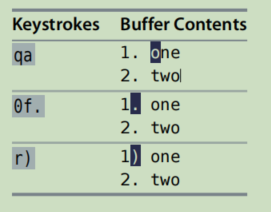 Keystrokes Buffer Contents
qa 1. one
2. two
0f. 1. one
2. two
r) 1) one
2. two